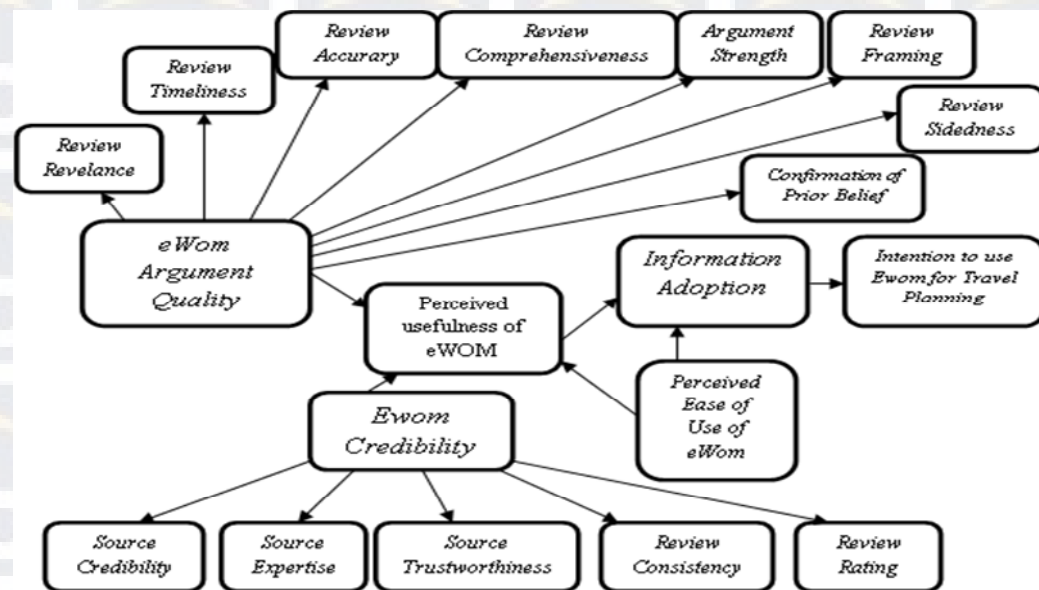 Review
Accurary
Review
Comprehensiveness
Argument
Strength
Review
Framing
Review
Timeliness
Review
Sidedness
Review
Revelance
Confirmation of
Prior Belief
eWom
Argument
Quality
Information
Adoption
Intention to use
Ewom for Travel
Planning
Perceived
usefulness of
eWOM
Perceived
Ease of
Use of
eWom
Ewom
Credibility
Source
Credibility
Source
Expertise
Source
Trustworthiness
Review
Consistency
Review
Rating